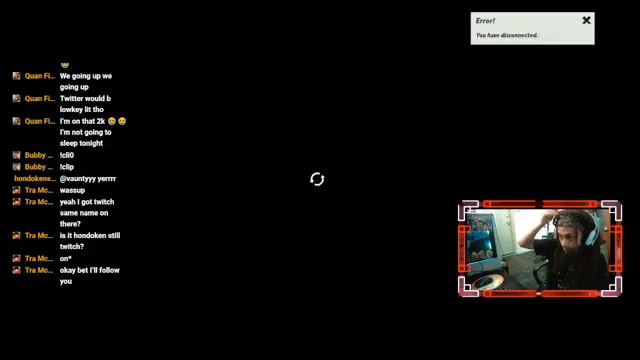 Error!
You have disconnected.
Quan Fi... We going up we
going up
Quan Fi... Twitter would b
lowkey lit tho
Quan Fi... I'm on that 2k 🥹 🥹
I'm not going to
sleep tonight
Bubby ... !cli0
Bubby ... !clip
hondokens... @vauntyyy yerrrr
Tra Mc... wassup
Tra Mc... yeah I got twitch
same name on
there?
Tra Mc... is it hondoken still
twitch?
Tra Mc... on*
Tra Mc... okay bet I'll follow
you